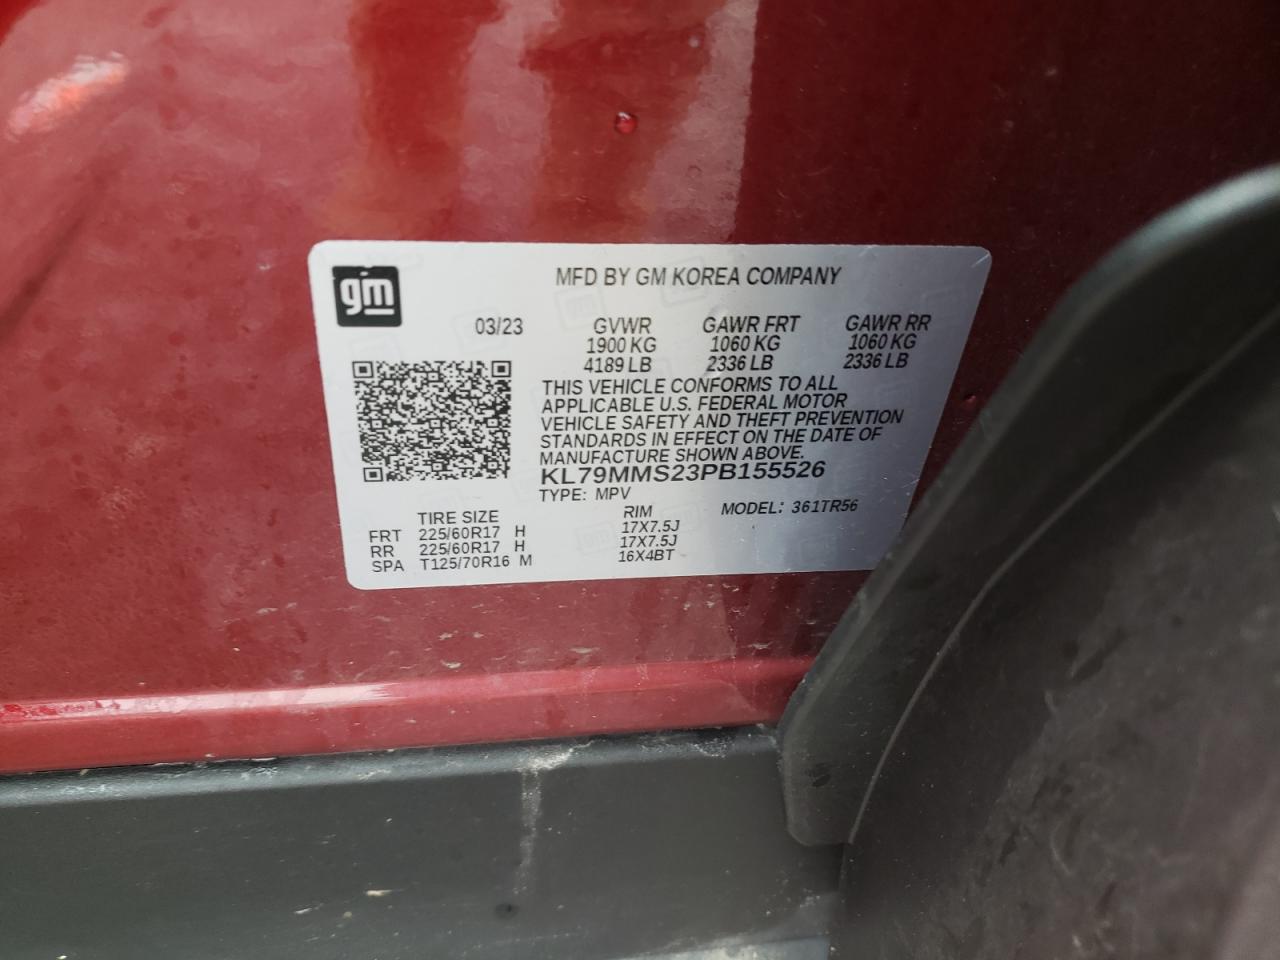 gm
MFD BY GM KOREA COMPANY
03/23 GVWR GAWR FRT GAWR RR
1900 KG 1060 KG 1060 KG
4189 LB 2336 LB 2336 LB
THIS VEHICLE CONFORMS TO ALL
APPLICABLE U.S. FEDERAL MOTOR
VEHICLE SAFETY AND THEFT PREVENTION
STANDARDS IN EFFECT ON THE DATE OF
MANUFACTURE SHOWN ABOVE.
KL79MMS23PB155526
TYPE: MPV
MODEL: 361TR56
TIRE SIZE RIM
FRT 225/60R17 H 17X7.5J
RR 225/60R17 H 17X7.5J
SPA T125/70R16 M 16X4BT